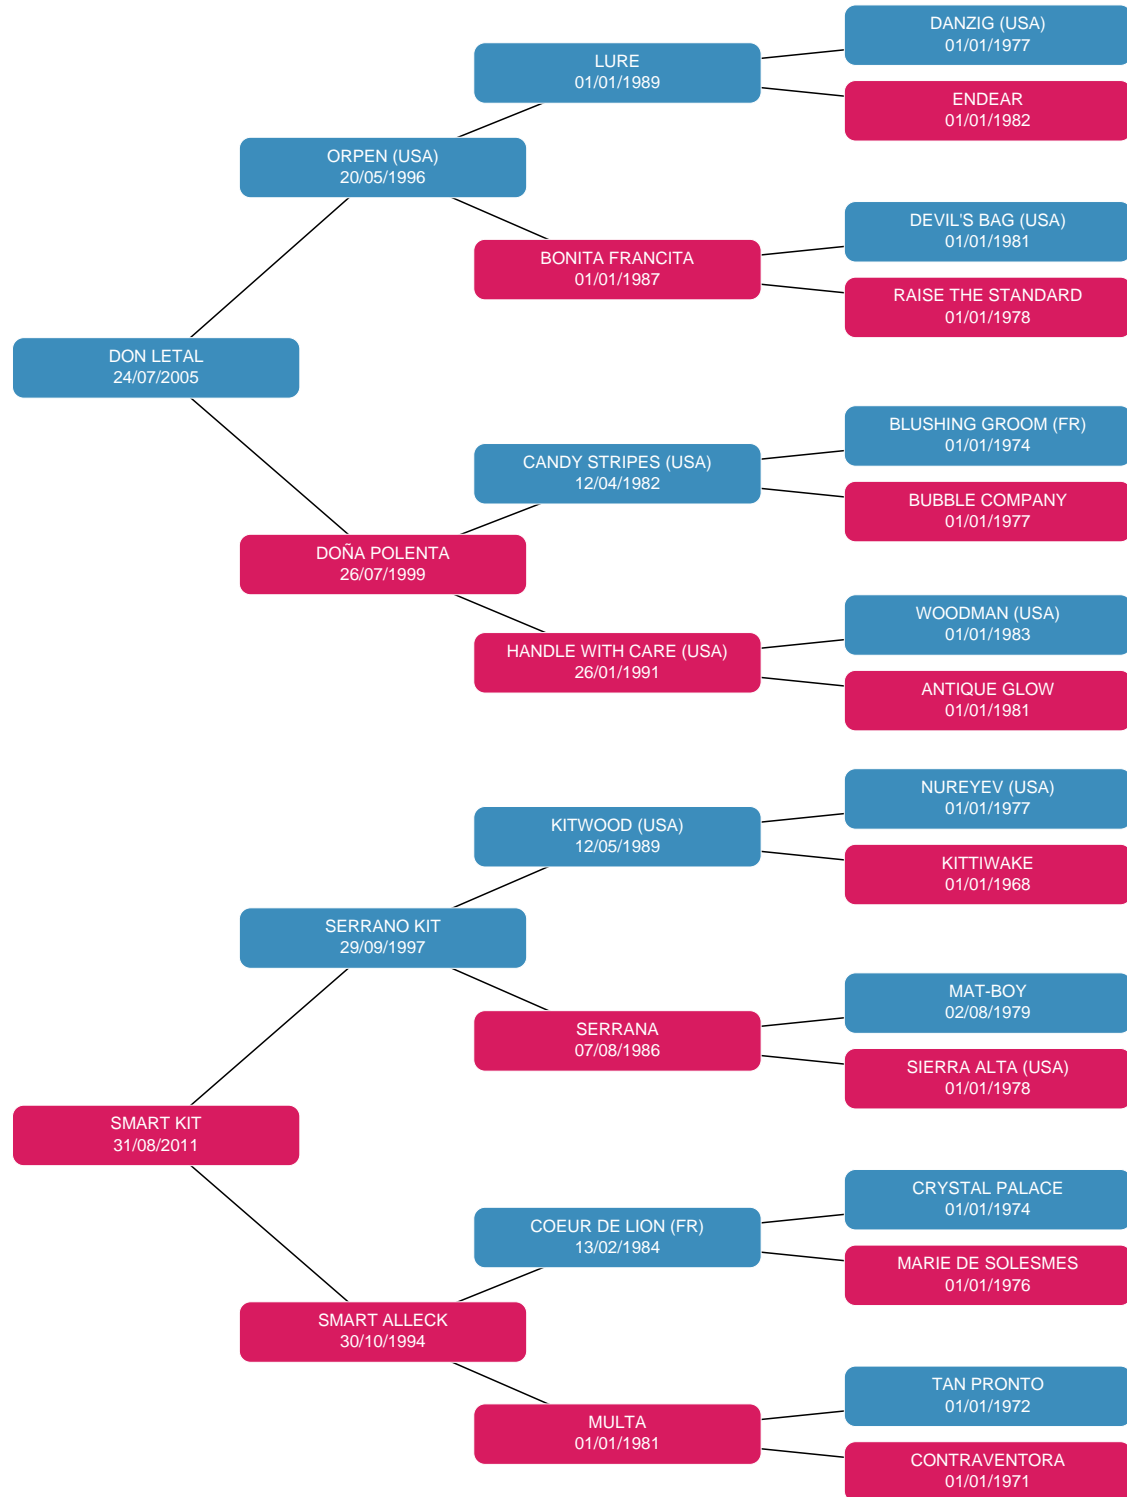 DANZIG (USA)
01/01/1977
LURE
01/01/1989
ENDEAR
01/01/1982
ORPEN (USA)
20/05/1996
DEVIL'S BAG (USA)
01/01/1981
BONITA FRANCITA
01/01/1987
RAISE THE STANDARD
01/01/1978
DON LETAL
24/07/2005
BLUSHING GROOM (FR)
01/01/1974
CANDY STRIPES (USA)
12/04/1982
BUBBLE COMPANY
01/01/1977
DOÑA POLENTA
26/07/1999
WOODMAN (USA)
01/01/1983
HANDLE WITH CARE (USA)
26/01/1991
ANTIQUE GLOW
01/01/1981
NUREYEV (USA)
01/01/1977
KITWOOD (USA)
12/05/1989
KITTIWAKE
01/01/1968
SERRANO KIT
29/09/1997
MAT-BOY
02/08/1979
SERRANA
07/08/1986
SIERRA ALTA (USA)
01/01/1978
SMART KIT
31/08/2011
CRYSTAL PALACE
01/01/1974
COEUR DE LION (FR)
13/02/1984
MARIE DE SOLESMES
01/01/1976
SMART ALLECK
30/10/1994
TAN PRONTO
01/01/1972
MULTA
01/01/1981
CONTRAVENTORA
01/01/1971